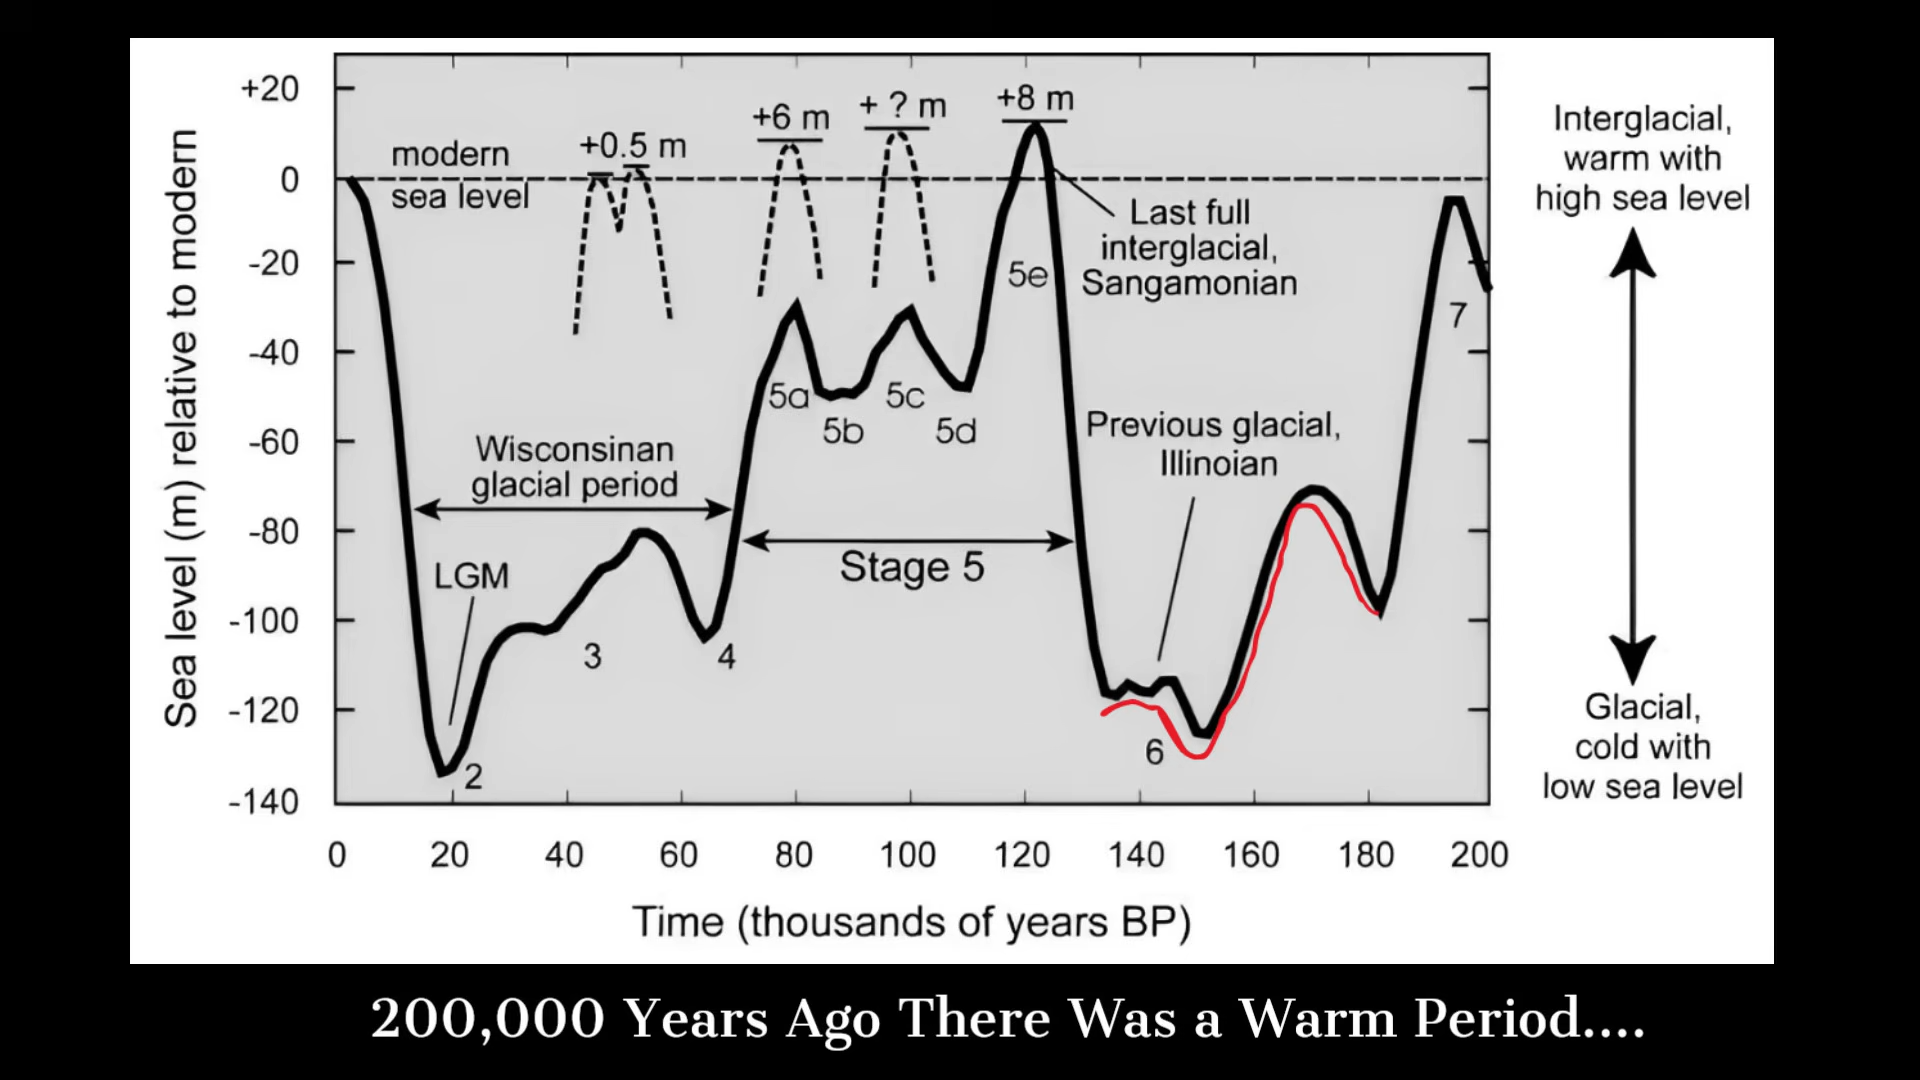 +20
0
-20
-40
-60
-80
-100
-120
-140
Sea level (m) relative to modern
modern
sea level
+0.5 m
+6 m
+ ? m
+8 m
Last full
interglacial,
Sangamonian
5e
5a
5b
5c
5d
7
Wisconsinan
glacial period
Stage 5
Previous glacial,
Illinoian
LGM
2
3
4
6
0 20 40 60 80 100 120 140 160 180 200
Time (thousands of years BP)
Interglacial,
warm with
high sea level
Glacial,
cold with
low sea level
200,000 Years Ago There Was a Warm Period....